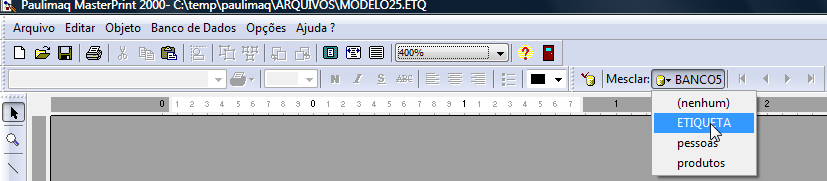 Paulimaq MasterPrint 2000- C:\temp\paulimaq\ARQUIVOS\MODELO25.ETQ
Arquivo Editar Objeto Banco de Dados Opções Ajuda ?
400%
N I S ABC Mesclar: BANCO5
0 1 2 3 4 5 6 7 8 9 0 1 2 3 4 5 6 7 8 9 1 1 2 3 4 5 6 7 1 2
(nenhum)
ETIQUETA
pessoas
produtos